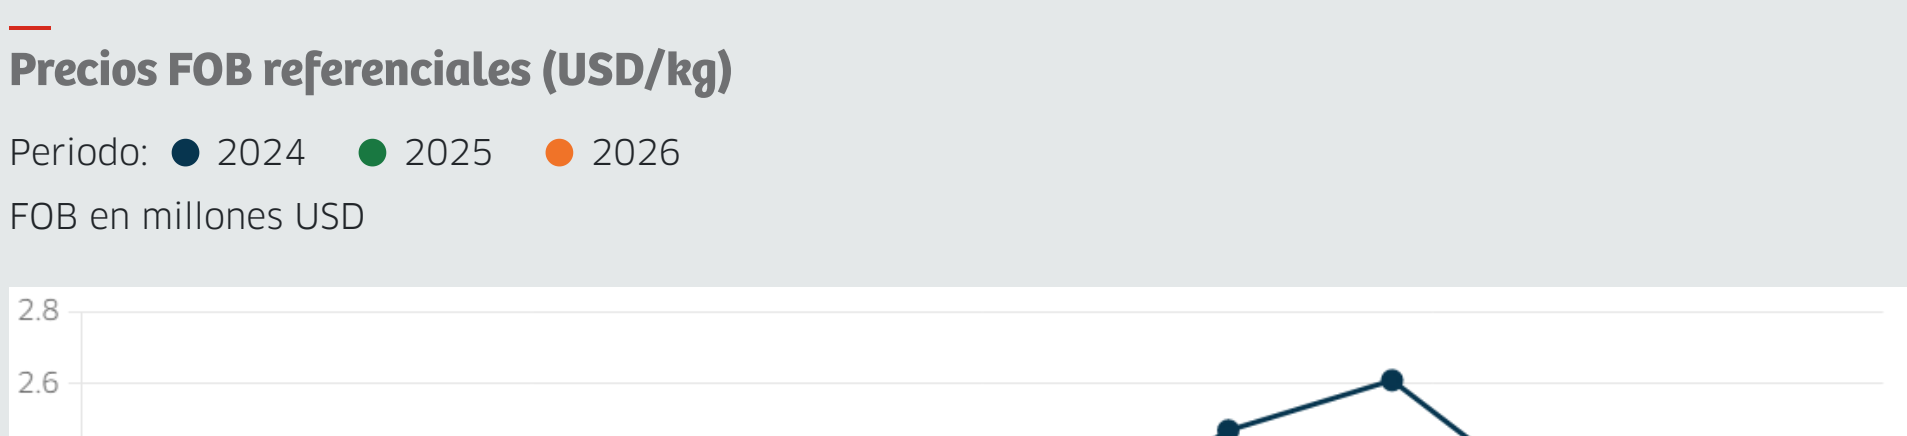 Precios FOB referenciales (USD/kg)
Periodo: 2024 2025 2026
FOB en millones USD
2.8
2.6